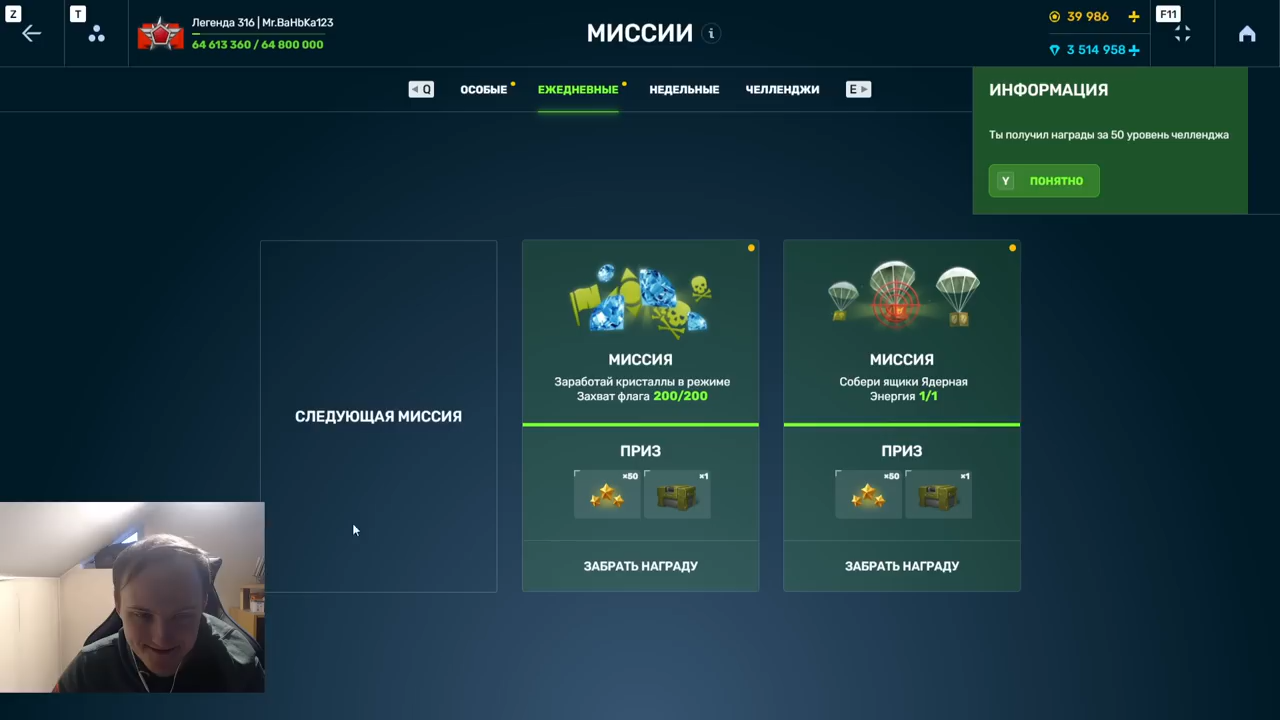 Z
T
Легенда 316 | Mr.BaHbKa123
64 613 360 / 64 800 000
МИССИИ
i
39 986
3 514 958
F11
Q
ОСОБЫЕ
ЕЖЕДНЕВНЫЕ
НЕДЕЛЬНЫЕ
ЧЕЛЛЕНДЖИ
E
ИНФОРМАЦИЯ
Ты получил награды за 50 уровень челленджа
Y ПОНЯТНО
СЛЕДУЮЩАЯ МИССИЯ
МИССИЯ
Заработай кристаллы в режиме
Захват флага 200/200
ПРИЗ
×50
×1
ЗАБРАТЬ НАГРАДУ
МИССИЯ
Собери ящики Ядерная
Энергия 1/1
ПРИЗ
×50
×1
ЗАБРАТЬ НАГРАДУ